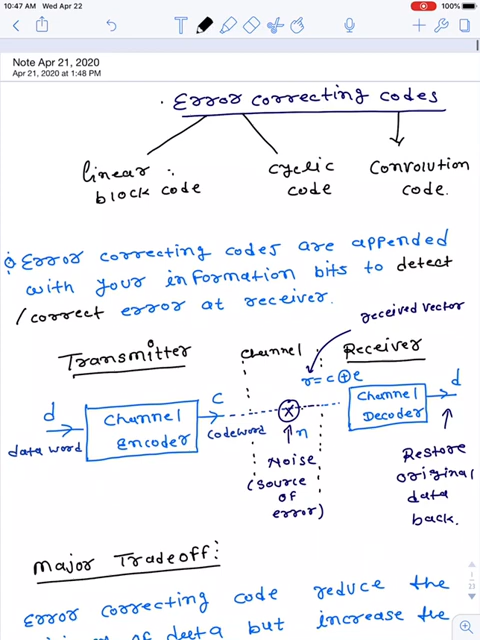 10:47 AM Wed Apr 22
100%
Note Apr 21, 2020
Apr 21, 2020 at 1:48 PM
Error correcting codes
linear block code
cyclic code
Convolution code.
Error correcting codes are appended
with your information bits to detect
/correct error at receiver.
received vector
Transmitter
Channel
Receiver
r=c⊕e
d
Channel Encoder
C
Channel Decoder
d
data word
codeword
n
Noise
(source
of
error)
Restore
original
data
back.
Major Tradeoff:
Error correcting code reduce the
of data but increase the
23